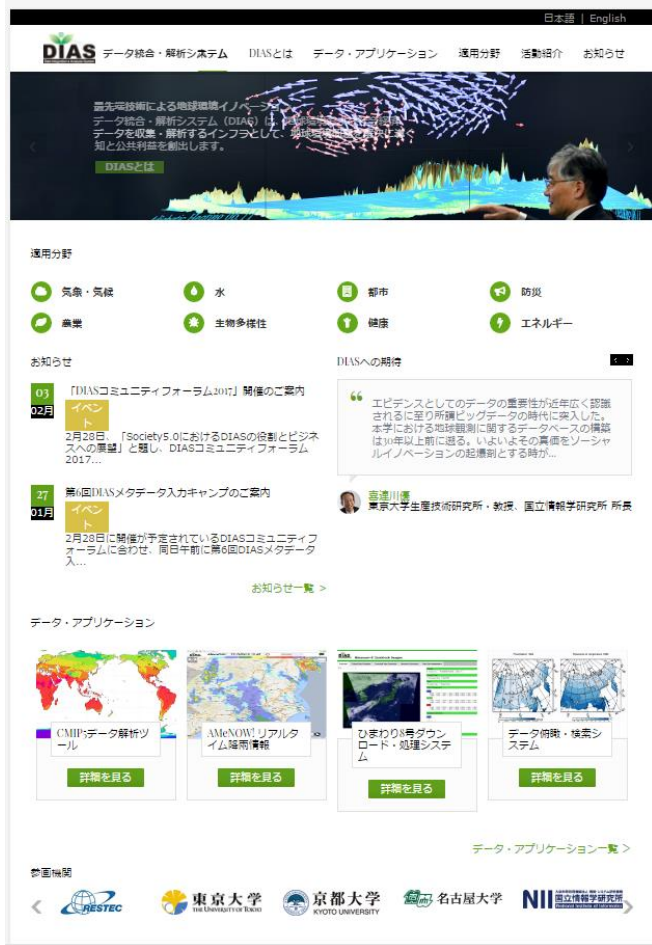 日本語 | English
DIAS データ統合・解析システム DIASとは データ・アプリケーション 適用分野 活動紹介 お知らせ
最先端技術による地球環境イノベーション
データ統合・解析システム (DIAS) は、
データを収集・解析するインフラとして、
知と公共利益を創出します。
DIASとは
適用分野
気象・気候 水 都市 防災
農業 生物多様性 健康 エネルギー
お知らせ
03
02月
「DIASコミュニティフォーラム2017」開催のご案内
イベン
ト
2月28日、「Society5.0におけるDIASの役割とビジネ
スへの展望」と題し、DIASコミュニティフォーラム
2017...
27
01月
第6回DIASメタデータ入力キャンプのご案内
イベン
ト
2月28日に開催が予定されているDIASコミュニティフ
ォーラムに合わせ、同日午前に第6回DIASメタデータ
入...
お知らせ一覧 >
DIASへの期待
エビデンスとしてのデータの重要性が近年広く認識
されるに至り所謂ビッグデータの時代に突入した。
本学における地球観測に関するデータベースの構築
は30年以上前に遡る。いよいよその真価をソーシャ
ルイノベーションの起爆剤とする時が...
喜連川優
東京大学生産技術研究所・教授、国立情報学研究所 所長
データ・アプリケーション
CMIP5データ解析ツ
ール
詳細を見る
AMeNOW! リアルタ
イム降雨情報
詳細を見る
ひまわり8号ダウン
ロード・処理システ
ム
詳細を見る
データ俯瞰・検索シ
ステム
詳細を見る
データ・アプリケーション一覧 >
参画機関
RESTEC
東京大学
THE UNIVERSITY OF TOKYO
京都大学
KYOTO UNIVERSITY
名古屋大学
NII 国立情報学研究所
National Institute of Informatics